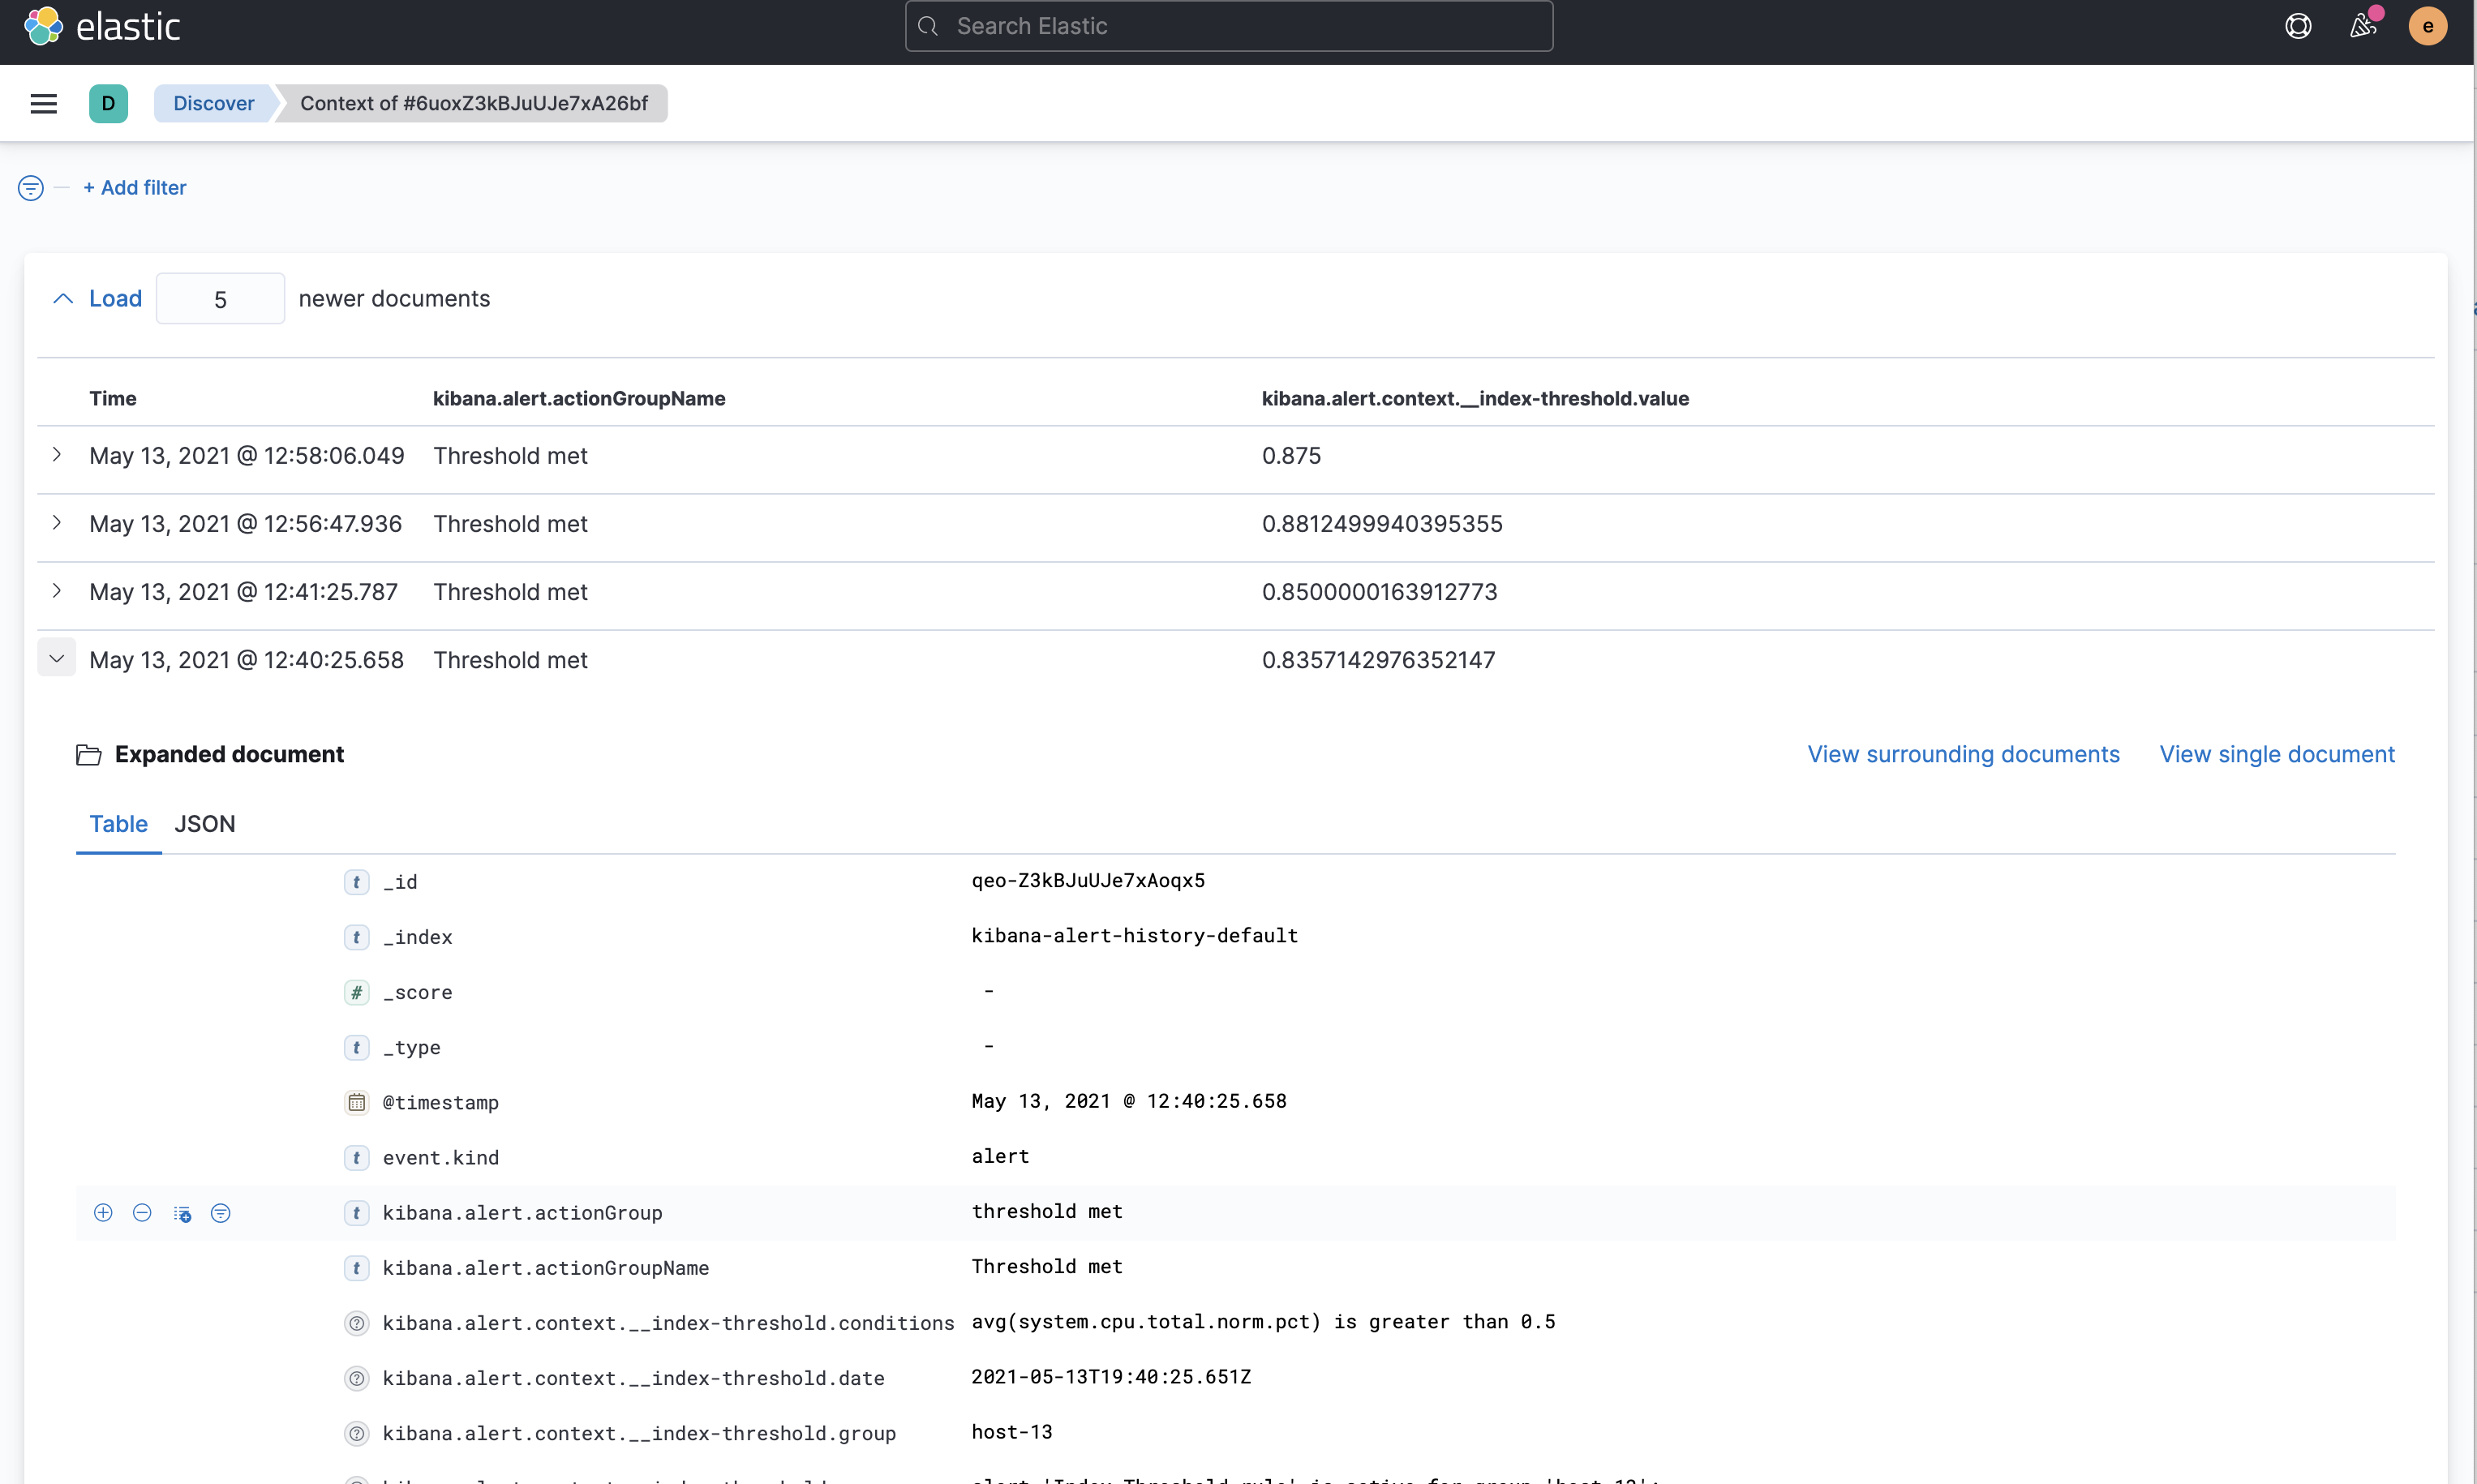 elastic
Search Elastic
e
D
Discover
Context of #6uoxZ3kBJuUJe7xA26bf
+ Add filter
Load 5 newer documents
Time kibana.alert.actionGroupName kibana.alert.context.__index-threshold.value
May 13, 2021 @ 12:58:06.049 Threshold met 0.875
May 13, 2021 @ 12:56:47.936 Threshold met 0.8812499940395355
May 13, 2021 @ 12:41:25.787 Threshold met 0.8500000163912773
May 13, 2021 @ 12:40:25.658 Threshold met 0.8357142976352147
Expanded document View surrounding documents View single document
Table JSON
t _id qeo-Z3kBJuUJe7xAoqx5
t _index kibana-alert-history-default
# _score -
t _type -
@timestamp May 13, 2021 @ 12:40:25.658
t event.kind alert
t kibana.alert.actionGroup threshold met
t kibana.alert.actionGroupName Threshold met
? kibana.alert.context.__index-threshold.conditions avg(system.cpu.total.norm.pct) is greater than 0.5
? kibana.alert.context.__index-threshold.date 2021-05-13T19:40:25.651Z
? kibana.alert.context.__index-threshold.group host-13